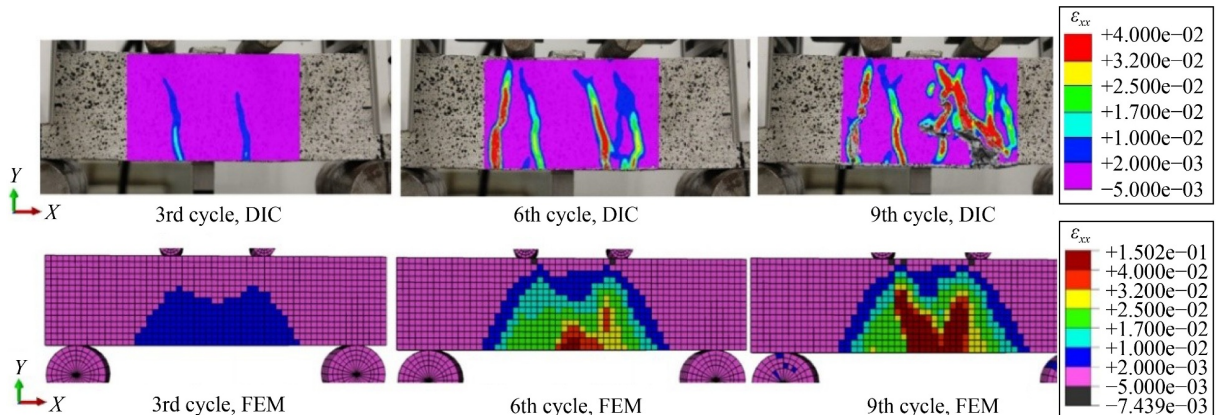 ε_xx
+4.000e−02
+3.200e−02
+2.500e−02
+1.700e−02
+1.000e−02
+2.000e−03
−5.000e−03
Y
X
3rd cycle, DIC
6th cycle, DIC
9th cycle, DIC
ε_xx
+1.502e−01
+4.000e−02
+3.200e−02
+2.500e−02
+1.700e−02
+1.000e−02
+2.000e−03
−5.000e−03
−7.439e−03
Y
X
3rd cycle, FEM
6th cycle, FEM
9th cycle, FEM